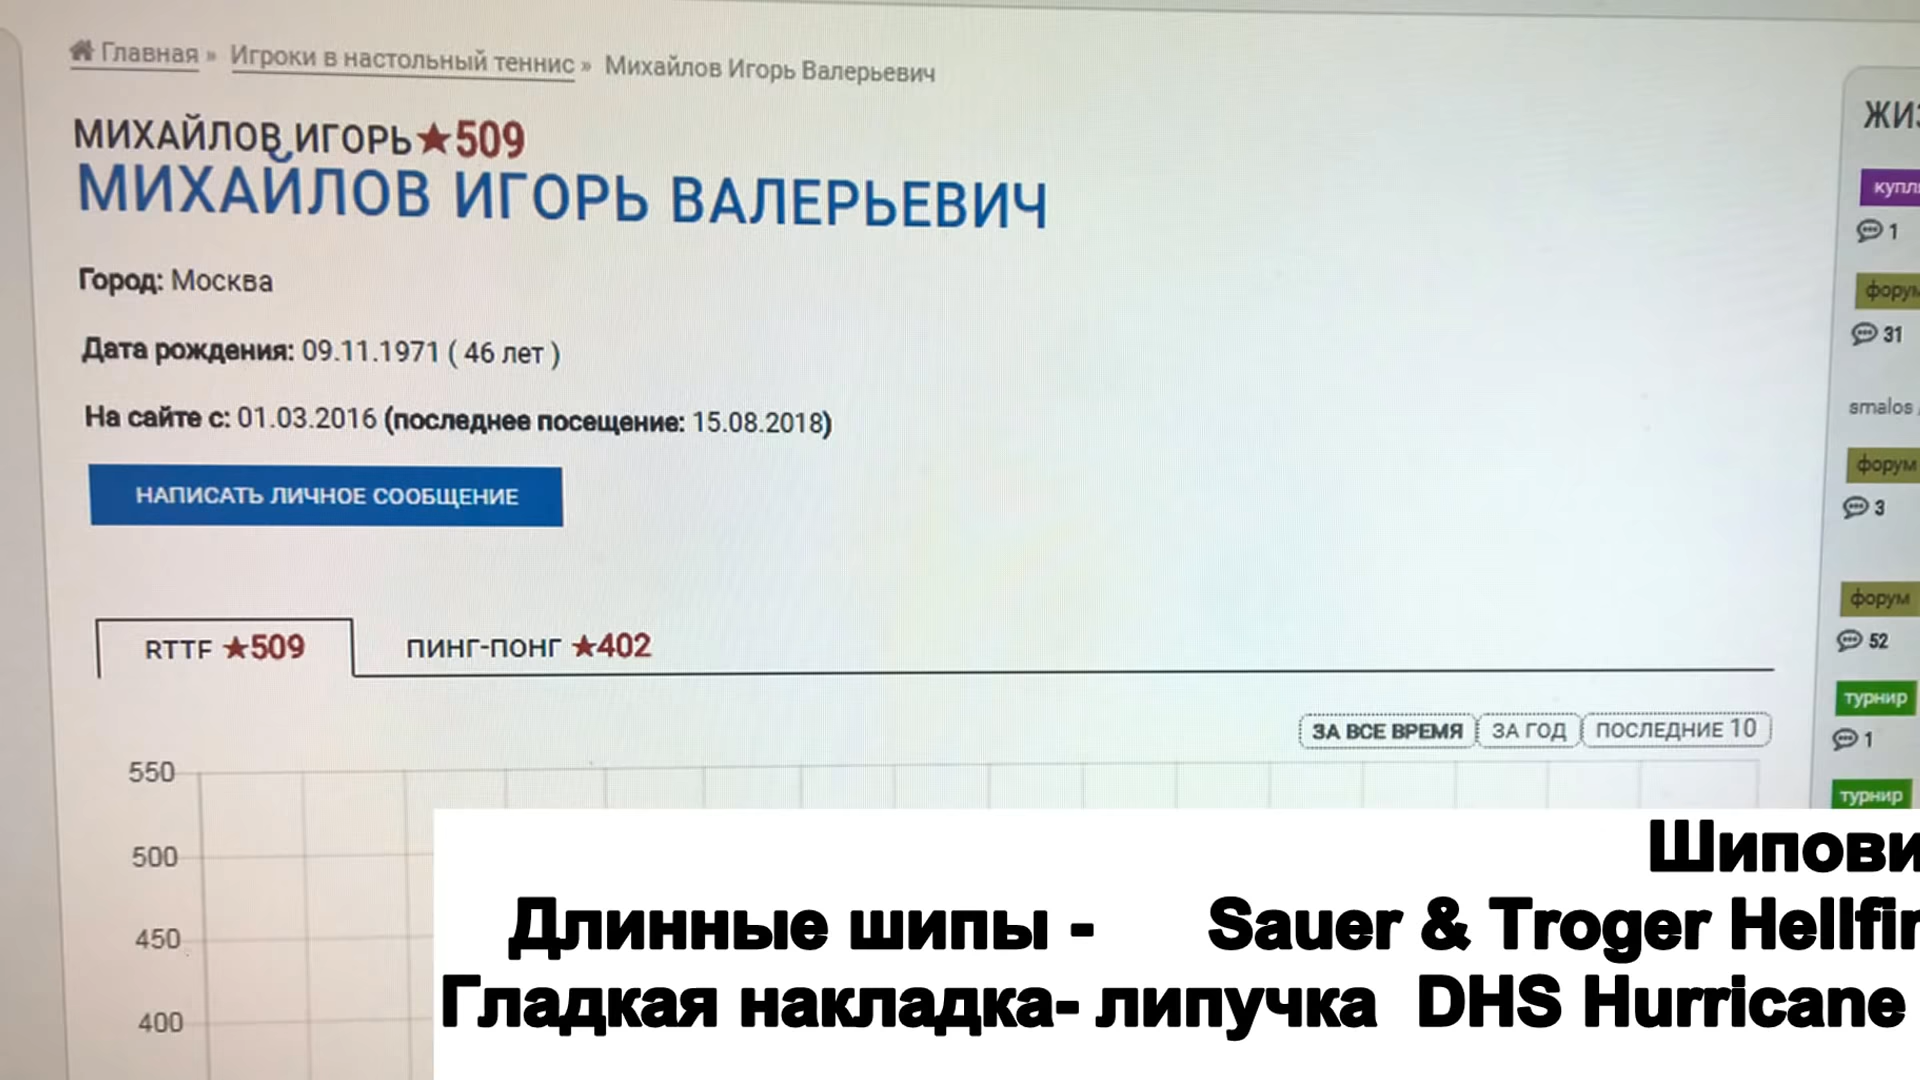 Главная » Игроки в настольный теннис » Михайлов Игорь Валерьевич
МИХАЙЛОВ ИГОРЬ★509
МИХАЙЛОВ ИГОРЬ ВАЛЕРЬЕВИЧ
Город: Москва
Дата рождения: 09.11.1971 ( 46 лет )
На сайте с: 01.03.2016 (последнее посещение: 15.08.2018)
НАПИСАТЬ ЛИЧНОЕ СООБЩЕНИЕ
RTTF ★509
ПИНГ-ПОНГ ★402
ЗА ВСЕ ВРЕМЯ ЗА ГОД ПОСЛЕДНИЕ 10
550
500
450
400
1
форум
31
smalos
форум
3
форум
52
турнир
1
турнир
Длинные шипы - Sauer & Troger
Гладкая накладка- липучка DHS Hurricane